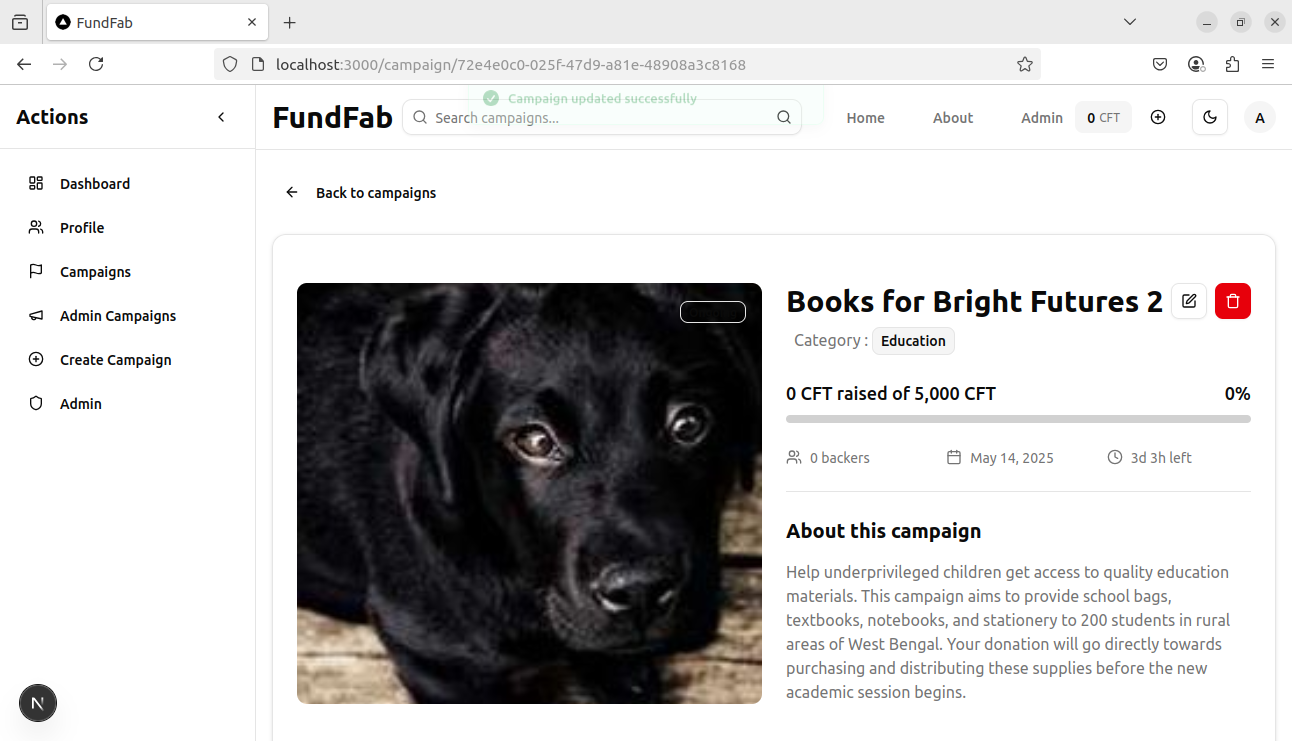 FundFab
localhost:3000/campaign/72e4e0c0-025f-47d9-a81e-48908a3c8168
Actions
FundFab
Campaign updated successfully
Search campaigns...
Home
About
Admin
0 CFT
A
Dashboard
Profile
Campaigns
Admin Campaigns
Create Campaign
Admin
N
Back to campaigns
Books for Bright Futures 2
Category : Education
0 CFT raised of 5,000 CFT
0%
0 backers
May 14, 2025
3d 3h left
About this campaign
Help underprivileged children get access to quality education
materials. This campaign aims to provide school bags,
textbooks, notebooks, and stationery to 200 students in rural
areas of West Bengal. Your donation will go directly towards
purchasing and distributing these supplies before the new
academic session begins.